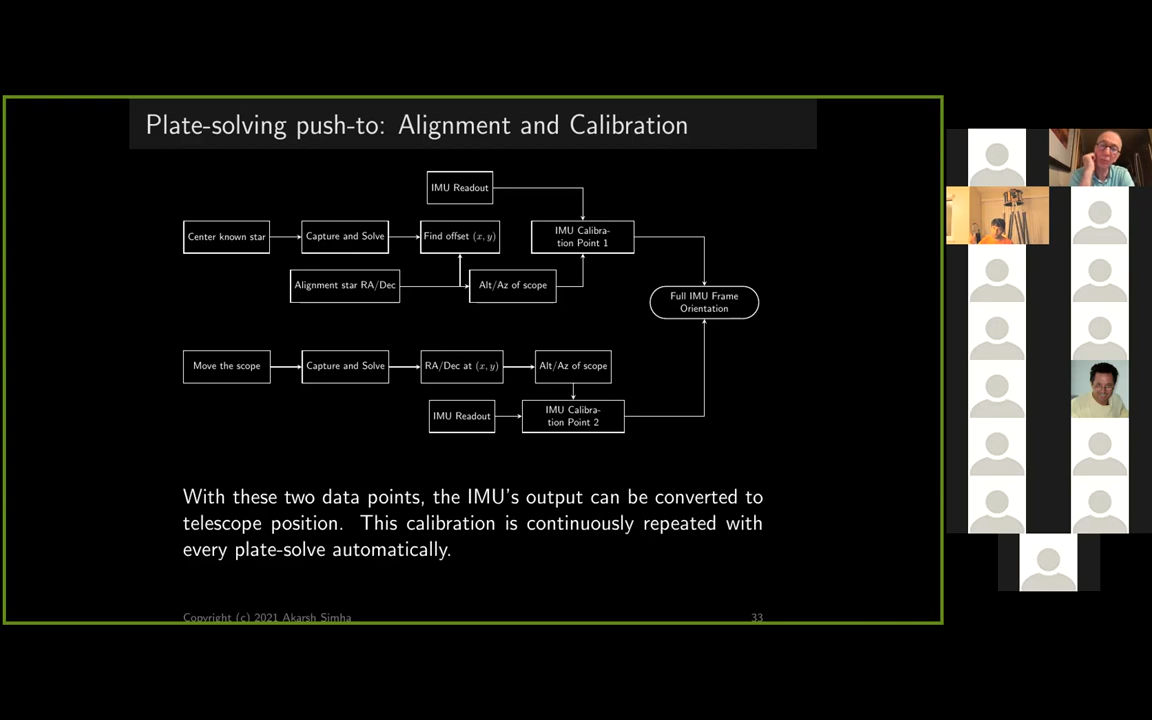 Plate-solving push-to: Alignment and Calibration
IMU Readout
Center known star
Capture and Solve
Find offset (x, y)
IMU Calibra-
tion Point 1
Alignment star RA/Dec
Alt/Az of scope
Full IMU Frame
Orientation
Move the scope
Capture and Solve
RA/Dec at (x, y)
Alt/Az of scope
IMU Readout
IMU Calibra-
tion Point 2
With these two data points, the IMU's output can be converted to
telescope position. This calibration is continuously repeated with
every plate-solve automatically.
Copyright (c) 2021 Akarsh Simha
33